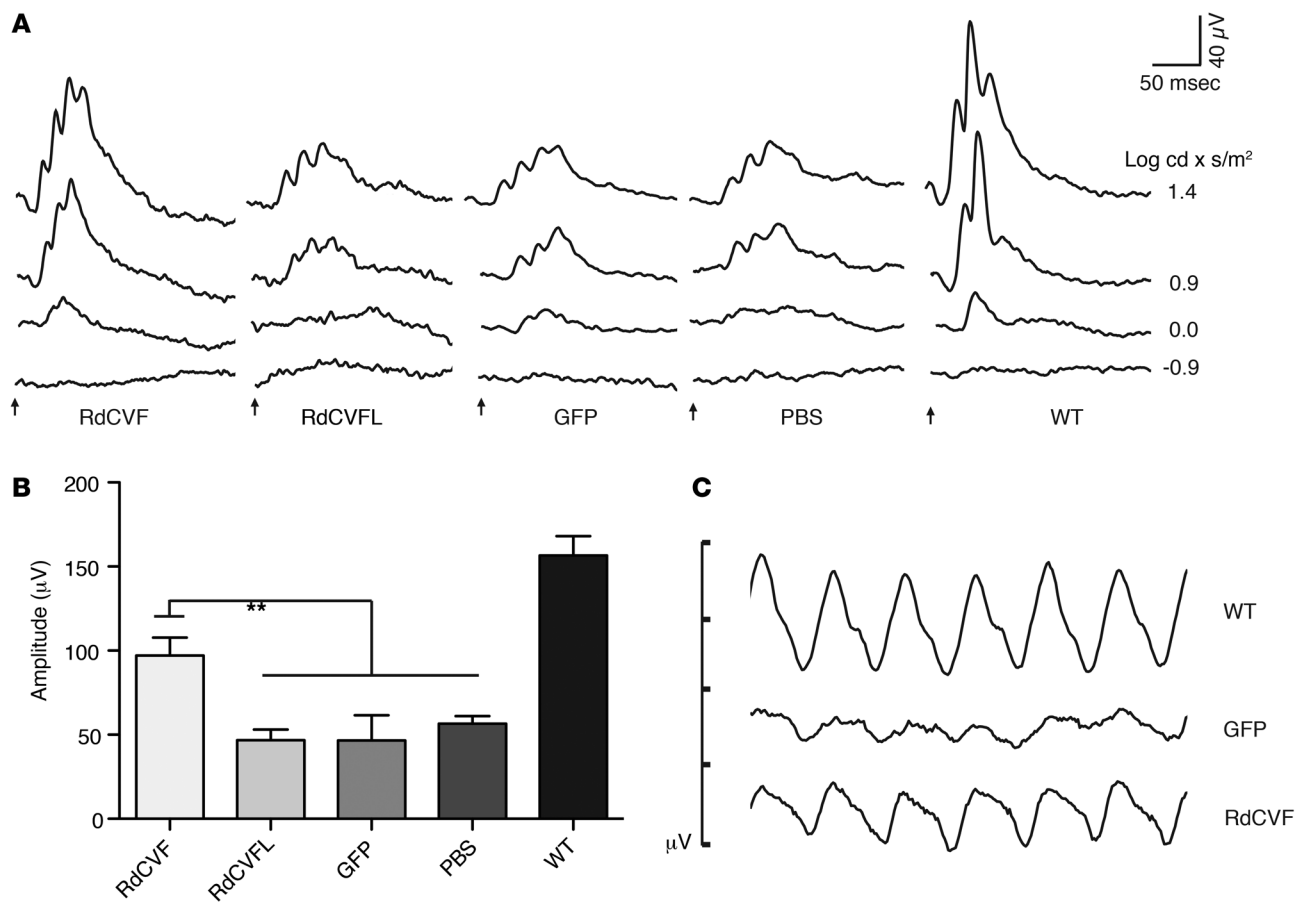 A
40 µV
50 msec
Log cd x s/m²
1.4
0.9
0.0
-0.9
RdCVF
RdCVFL
GFP
PBS
WT
B
Amplitude (µV)
200
150
100
50
0
**
RdCVF
RdCVFL
GFP
PBS
WT
C
WT
GFP
RdCVF
µV